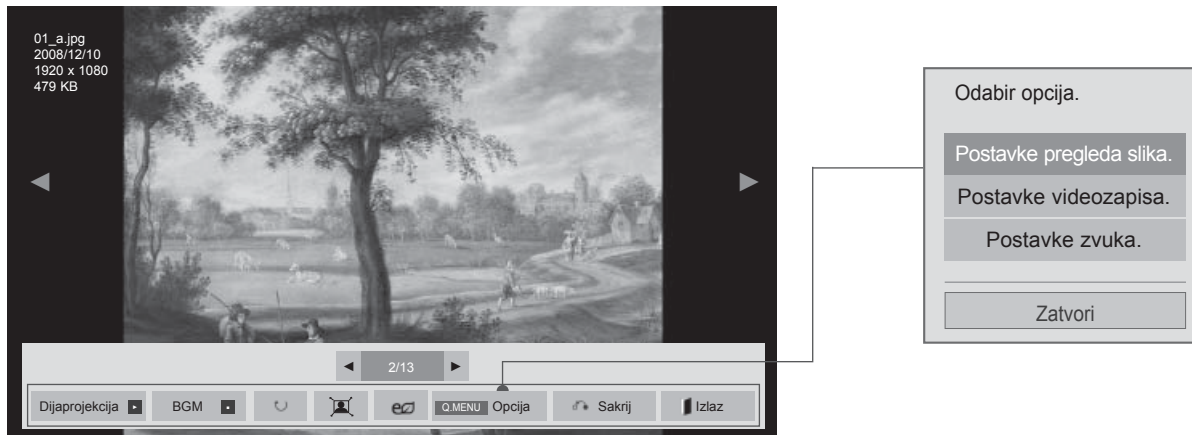 01_a.jpg
2008/12/10
1920 x 1080
479 KB
2/13
Dijaprojekcija BGM Q.MENU Opcija Sakrij Izlaz
Odabir opcija.
Postavke pregleda slika.
Postavke videozapisa.
Postavke zvuka.
Zatvori